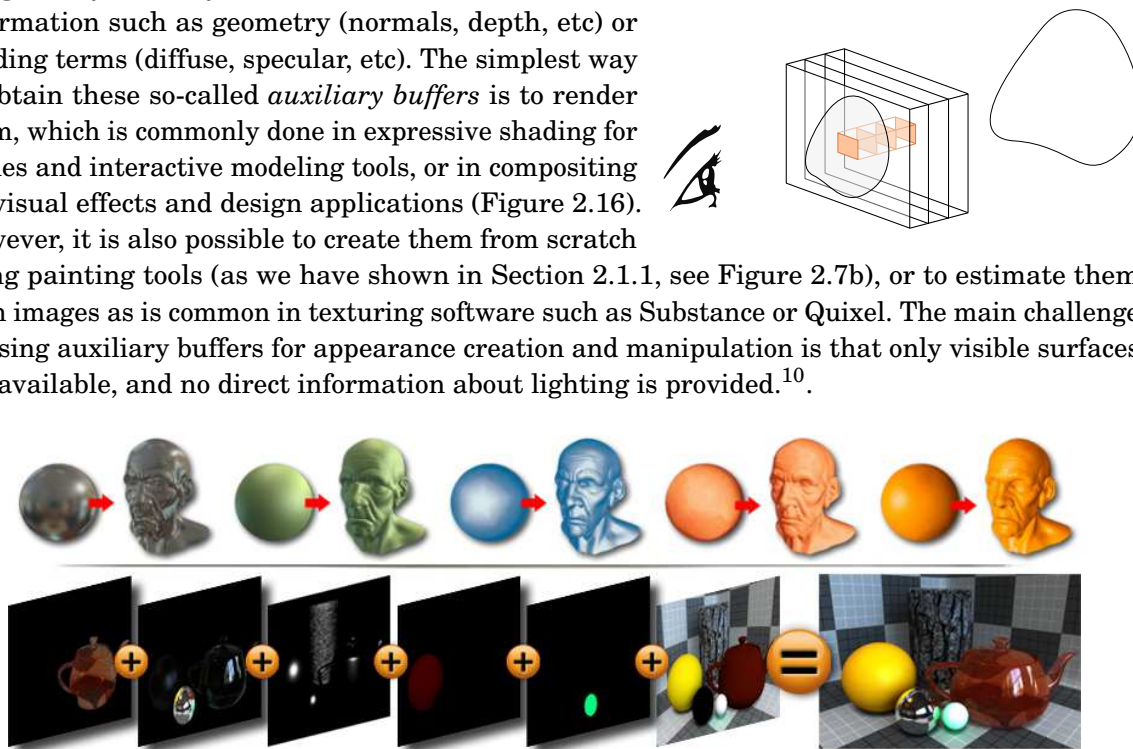 ormation such as geometry (normals, depth, etc) or
ding terms (diffuse, specular, etc). The simplest way
btain these so-called auxiliary buffers is to render
m, which is commonly done in expressive shading for
es and interactive modeling tools, or in compositing
visual effects and design applications (Figure 2.16).
vever, it is also possible to create them from scratch
ng painting tools (as we have shown in Section 2.1.1, see Figure 2.7b), or to estimate them
n images as is common in texturing software such as Substance or Quixel. The main challenge
sing auxiliary buffers for appearance creation and manipulation is that only visible surfaces
available, and no direct information about lighting is provided.10.
+ + + + + =